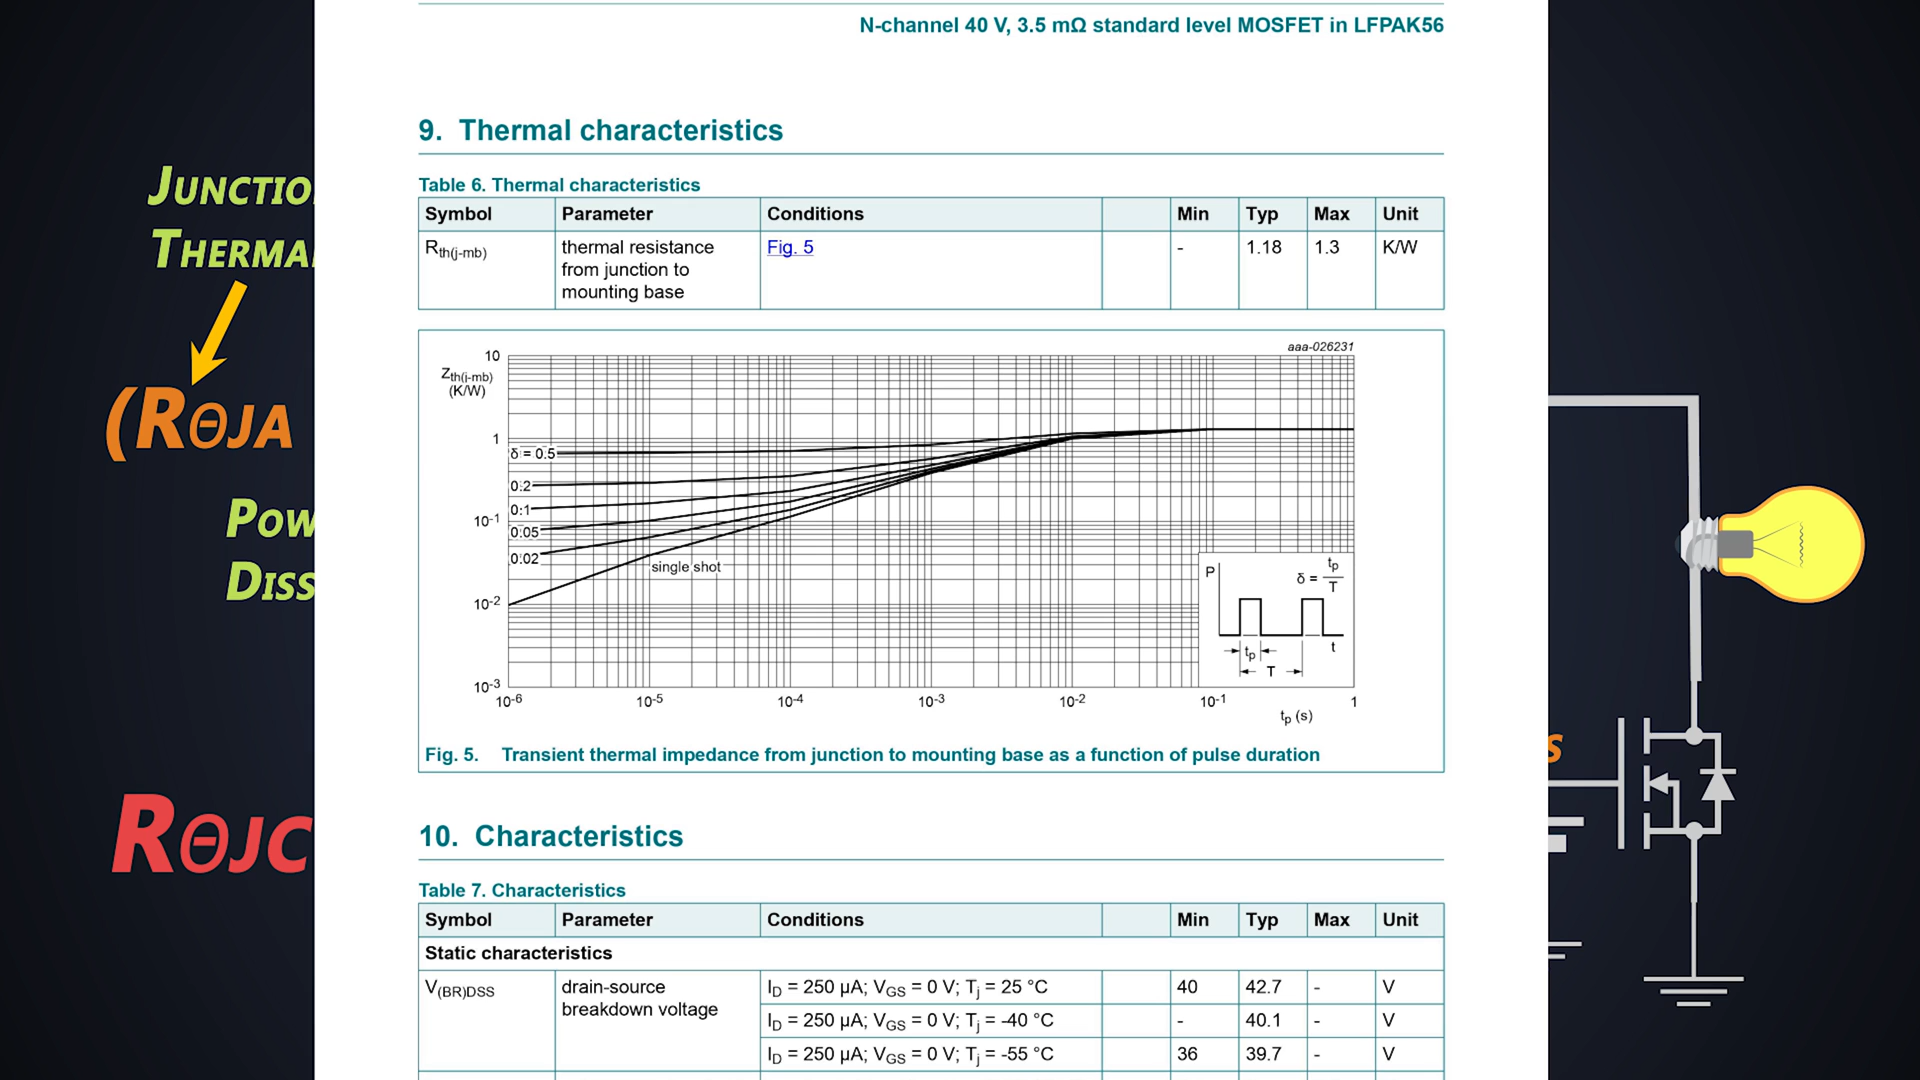 N-channel 40 V, 3.5 mΩ standard level MOSFET in LFPAK56
9. Thermal characteristics
Table 6. Thermal characteristics
Symbol Parameter Conditions Min Typ Max Unit
Rth(j-mb) thermal resistance from junction to mounting base Fig. 5 - 1.18 1.3 K/W
aaa-026231
Zth(j-mb)
(K/W)
10
1
10-1
10-2
10-3
δ = 0.5
0.2
0.1
0.05
0.02
single shot
P
δ = tp/T
tp
T
t
10-6 10-5 10-4 10-3 10-2 10-1 1
tp (s)
Fig. 5. Transient thermal impedance from junction to mounting base as a function of pulse duration
10. Characteristics
Table 7. Characteristics
Symbol Parameter Conditions Min Typ Max Unit
Static characteristics
V(BR)DSS drain-source breakdown voltage ID = 250 μA; VGS = 0 V; Tj = 25 °C 40 42.7 - V
ID = 250 μA; VGS = 0 V; Tj = -40 °C - 40.1 - V
ID = 250 μA; VGS = 0 V; Tj = -55 °C 36 39.7 - V
JUNCTIO
THERMA
(RΘJA
POW
DISS
RΘJC
S